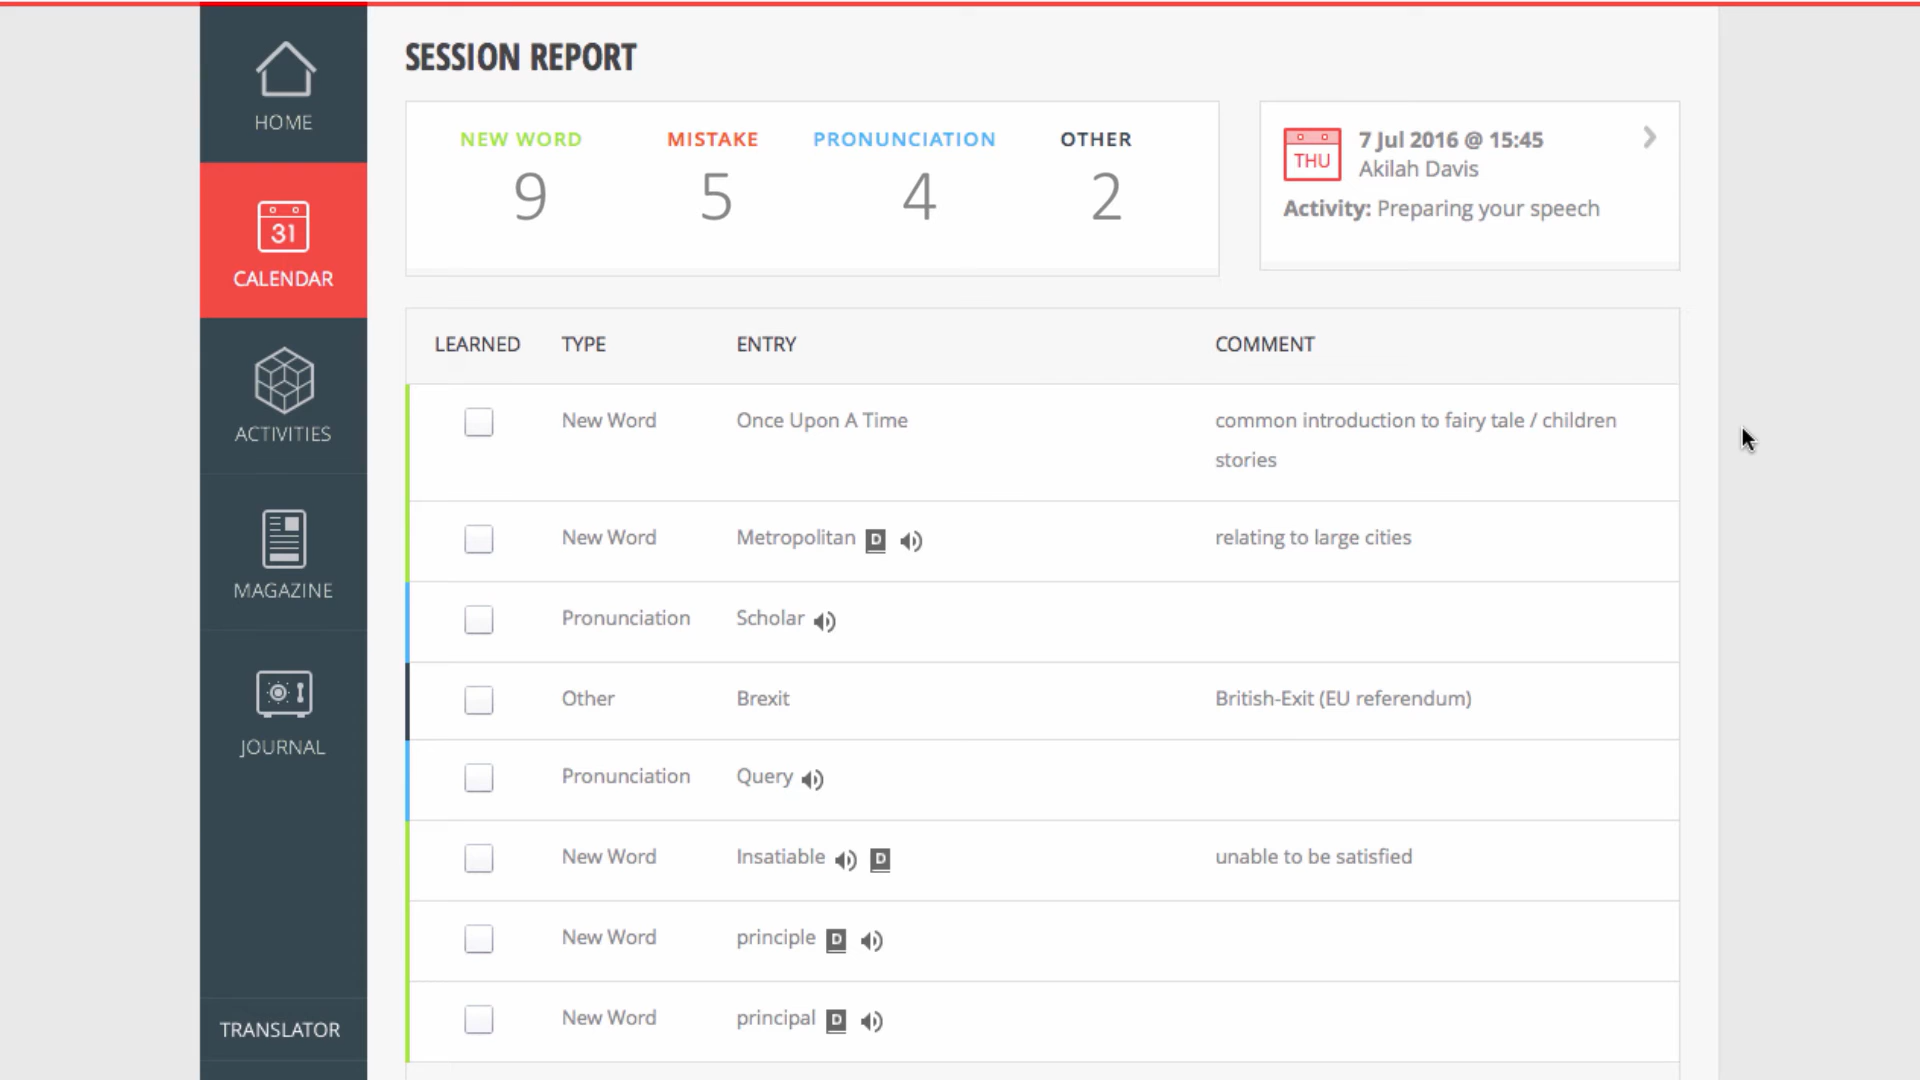 SESSION REPORT
HOME
31
CALENDAR
ACTIVITIES
MAGAZINE
JOURNAL
TRANSLATOR
NEW WORD MISTAKE PRONUNCIATION OTHER
9 5 4 2
THU
7 Jul 2016 @ 15:45
Akilah Davis
Activity: Preparing your speech
LEARNED TYPE ENTRY COMMENT
New Word Once Upon A Time common introduction to fairy tale / children
stories
New Word Metropolitan D relating to large cities
Pronunciation Scholar
Other Brexit British-Exit (EU referendum)
Pronunciation Query
New Word Insatiable D unable to be satisfied
New Word principle D
New Word principal D